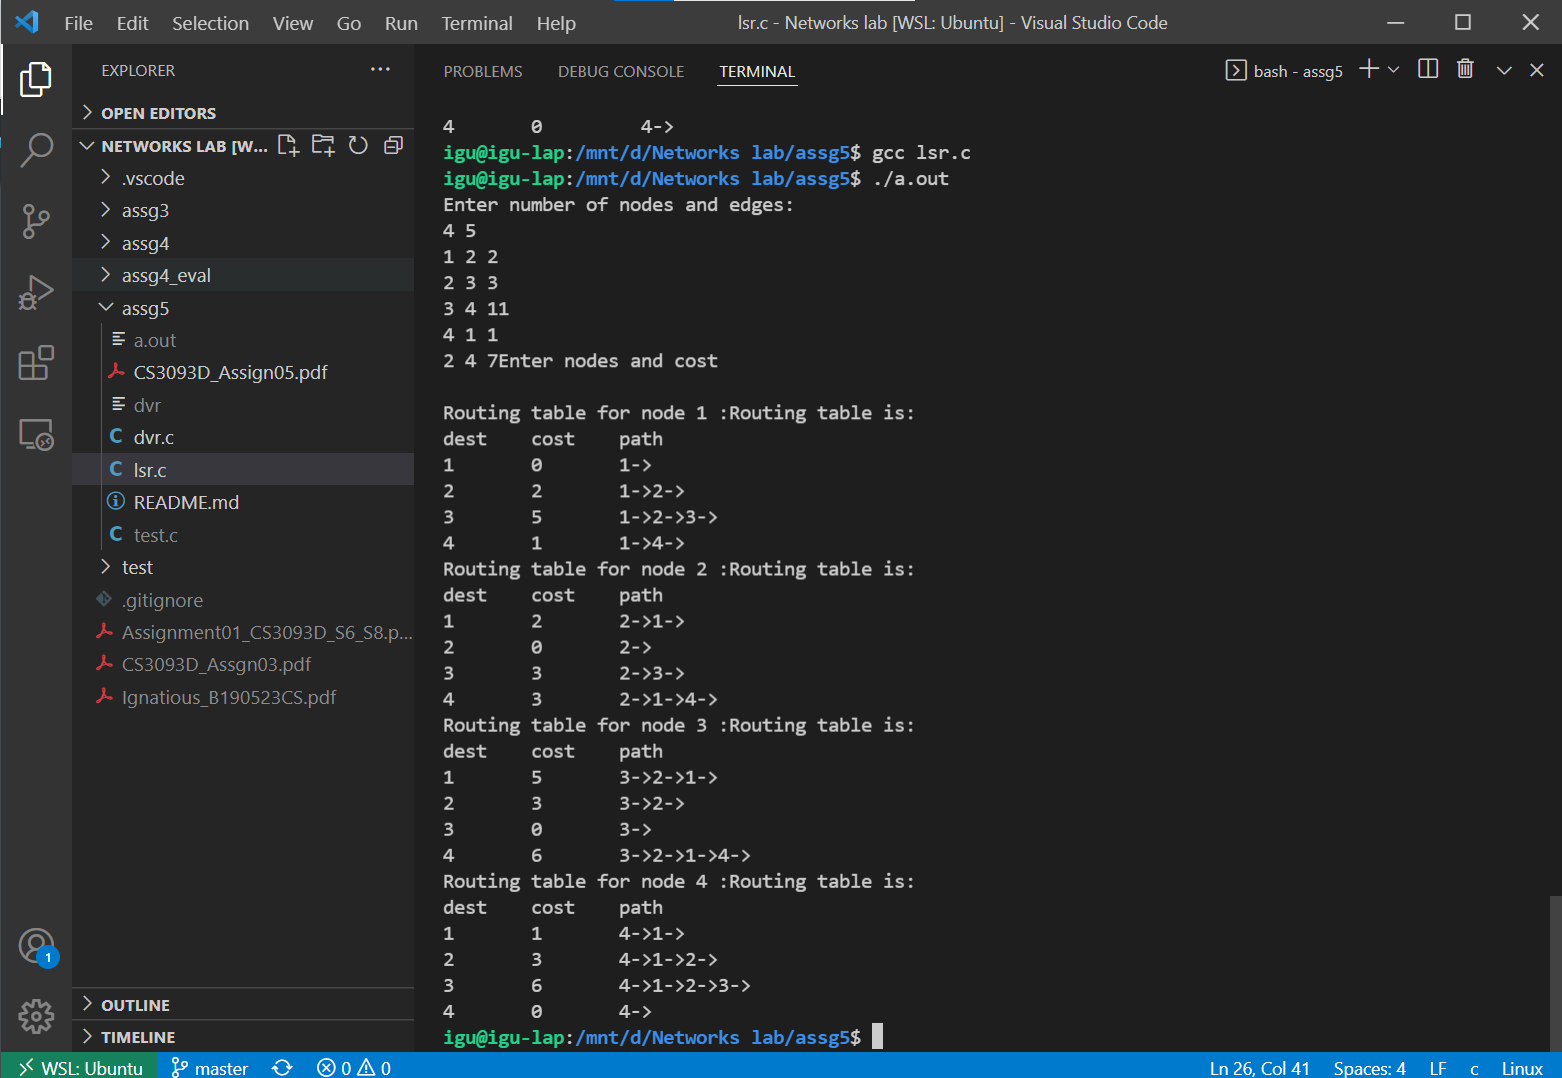 File Edit Selection View Go Run Terminal Help lsr.c - Networks lab [WSL: Ubuntu] - Visual Studio Code
EXPLORER
OPEN EDITORS
NETWORKS LAB [W...
.vscode
assg3
assg4
assg4_eval
assg5
a.out
CS3093D_Assign05.pdf
dvr
C dvr.c
C lsr.c
README.md
C test.c
test
.gitignore
Assignment01_CS3093D_S6_S8.p...
CS3093D_Assgn03.pdf
Ignatious_B190523CS.pdf
OUTLINE
TIMELINE
1
PROBLEMS DEBUG CONSOLE TERMINAL bash - assg5
4 0 4->
igu@igu-lap:/mnt/d/Networks lab/assg5$ gcc lsr.c
igu@igu-lap:/mnt/d/Networks lab/assg5$ ./a.out
Enter number of nodes and edges:
4 5
1 2 2
2 3 3
3 4 11
4 1 1
2 4 7Enter nodes and cost
Routing table for node 1 :Routing table is:
dest cost path
1 0 1->
2 2 1->2->
3 5 1->2->3->
4 1 1->4->
Routing table for node 2 :Routing table is:
dest cost path
1 2 2->1->
2 0 2->
3 3 2->3->
4 3 2->1->4->
Routing table for node 3 :Routing table is:
dest cost path
1 5 3->2->1->
2 3 3->2->
3 0 3->
4 6 3->2->1->4->
Routing table for node 4 :Routing table is:
dest cost path
1 1 4->1->
2 3 4->1->2->
3 6 4->1->2->3->
4 0 4->
igu@igu-lap:/mnt/d/Networks lab/assg5$
WSL: Ubuntu master 0 0 Ln 26, Col 41 Spaces: 4 LF c Linux